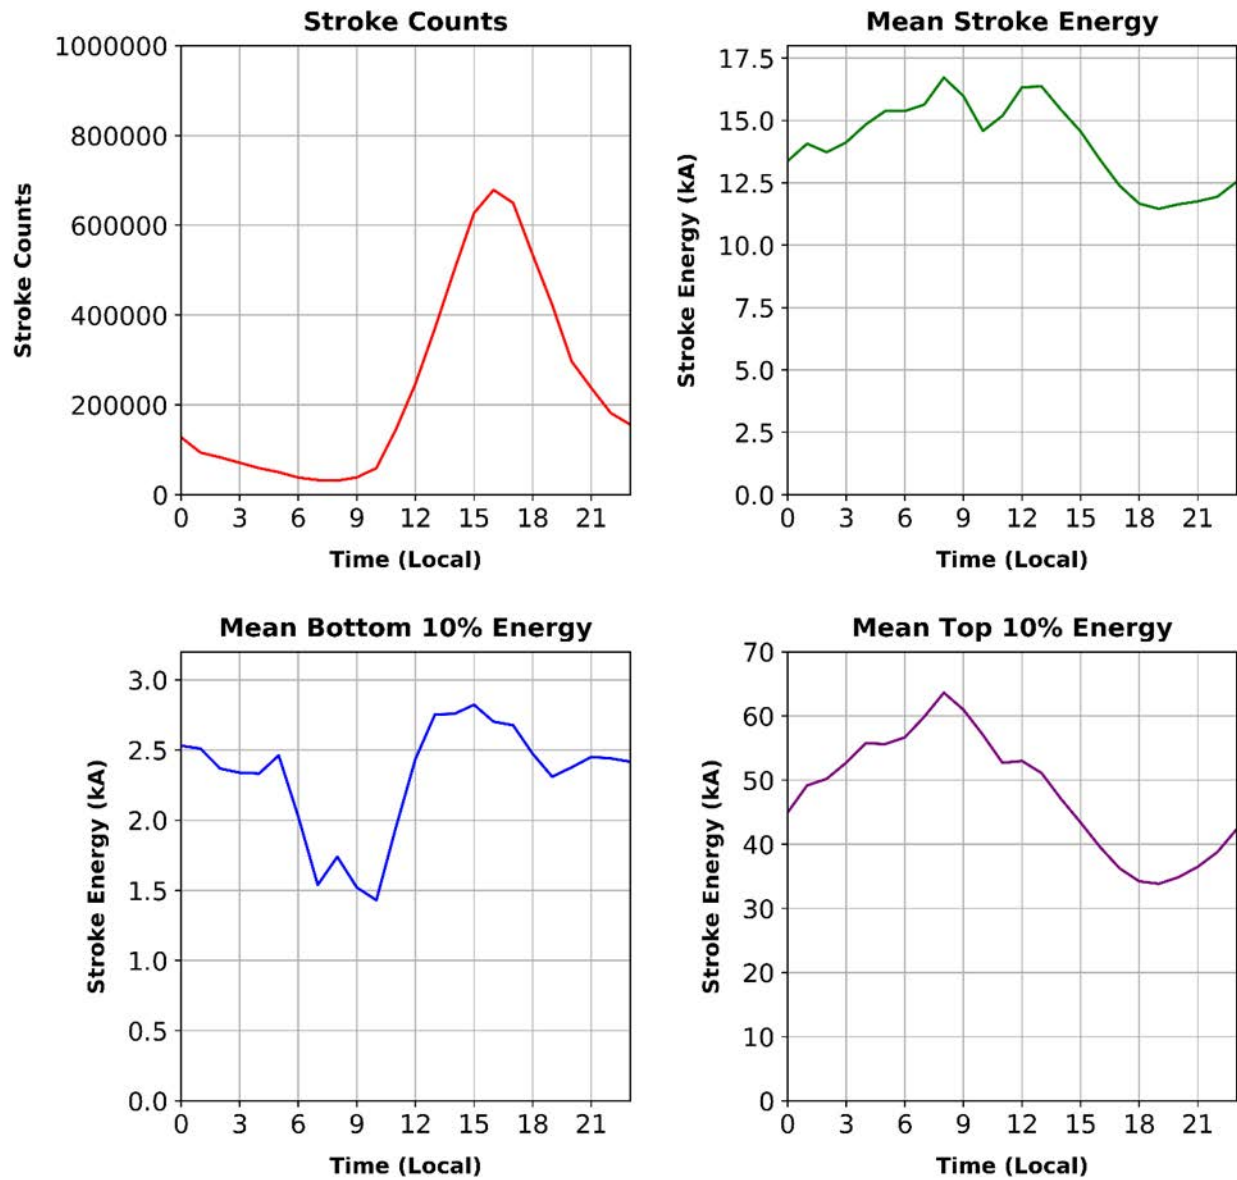 Stroke Counts
1000000
800000
600000
400000
200000
0
Stroke Counts
0 3 6 9 12 15 18 21
Time (Local)
Mean Stroke Energy
17.5
15.0
12.5
10.0
7.5
5.0
2.5
0.0
Stroke Energy (kA)
0 3 6 9 12 15 18 21
Time (Local)
Mean Bottom 10% Energy
3.0
2.5
2.0
1.5
1.0
0.5
0.0
Stroke Energy (kA)
0 3 6 9 12 15 18 21
Time (Local)
Mean Top 10% Energy
70
60
50
40
30
20
10
0
Stroke Energy (kA)
0 3 6 9 12 15 18 21
Time (Local)